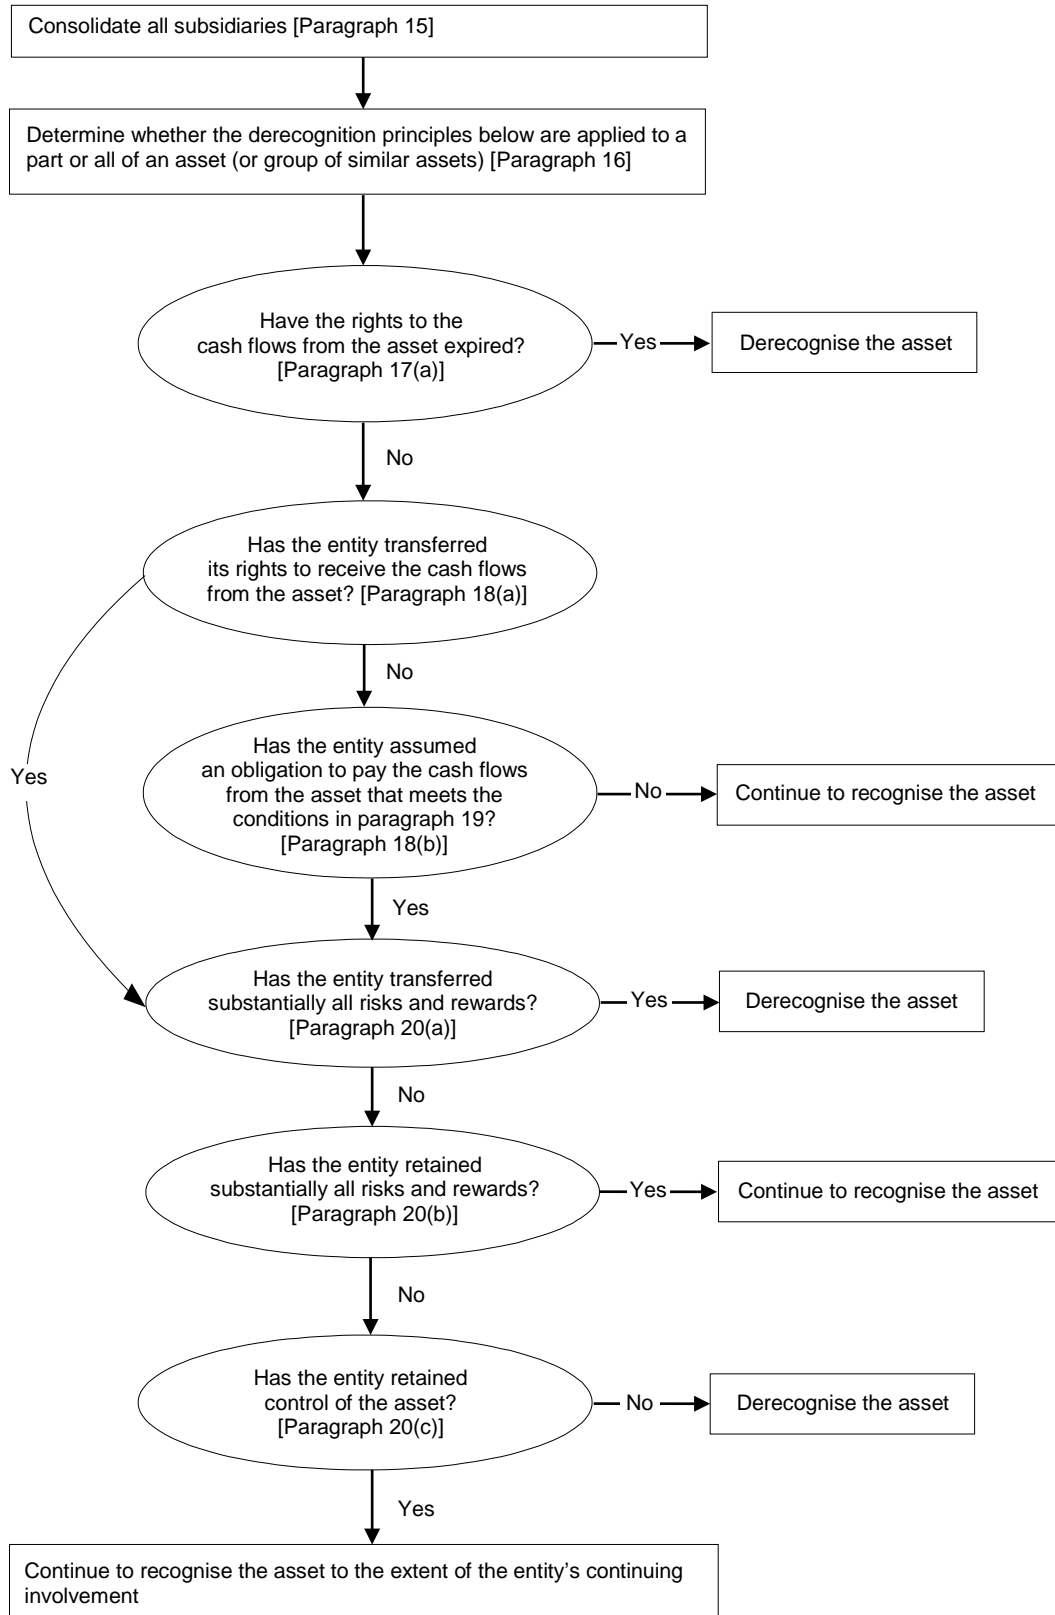 Consolidate all subsidiaries [Paragraph 15]
Determine whether the derecognition principles below are applied to a
part or all of an asset (or group of similar assets) [Paragraph 16]
Have the rights to the
cash flows from the asset expired?
[Paragraph 17(a)]
Yes
Derecognise the asset
No
Has the entity transferred
its rights to receive the cash flows
from the asset? [Paragraph 18(a)]
No
Yes
Has the entity assumed
an obligation to pay the cash flows
from the asset that meets the
conditions in paragraph 19?
[Paragraph 18(b)]
No
Continue to recognise the asset
Yes
Has the entity transferred
substantially all risks and rewards?
[Paragraph 20(a)]
Yes
Derecognise the asset
No
Has the entity retained
substantially all risks and rewards?
[Paragraph 20(b)]
Yes
Continue to recognise the asset
No
Has the entity retained
control of the asset?
[Paragraph 20(c)]
No
Derecognise the asset
Yes
Continue to recognise the asset to the extent of the entity's continuing
involvement